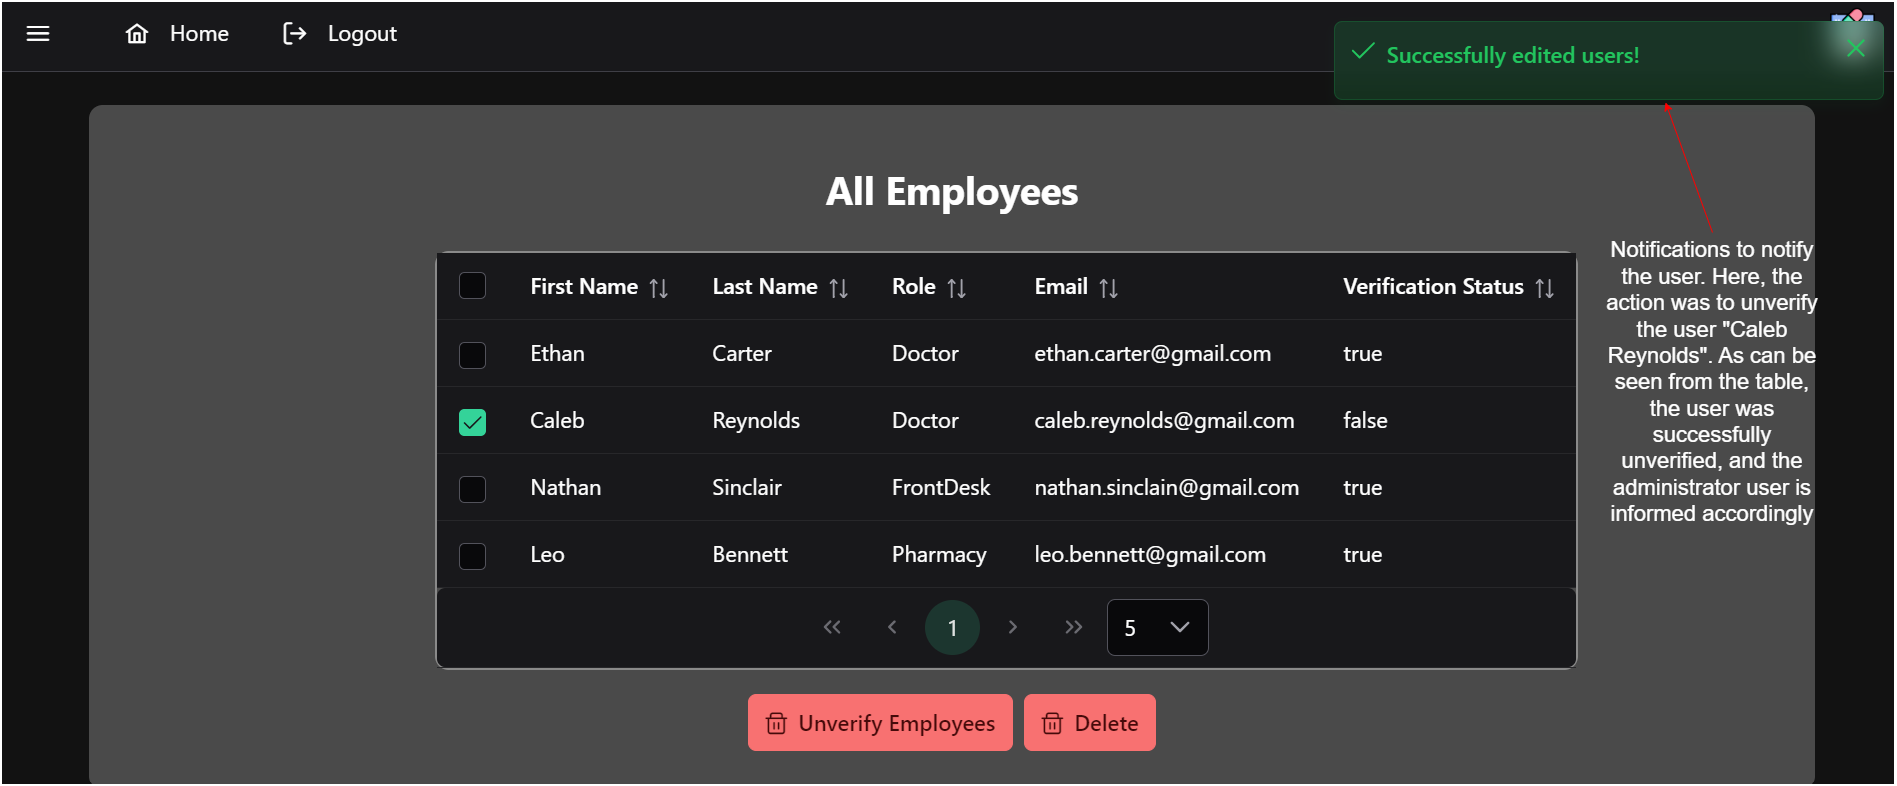 Home Logout
Successfully edited users!
All Employees
First Name Last Name Role Email Verification Status
Ethan Carter Doctor ethan.carter@gmail.com true
Caleb Reynolds Doctor caleb.reynolds@gmail.com false
Nathan Sinclair FrontDesk nathan.sinclain@gmail.com true
Leo Bennett Pharmacy leo.bennett@gmail.com true
1 5
Unverify Employees Delete
Notifications to notify
the user. Here, the
action was to unverify
the user "Caleb
Reynolds". As can be
seen from the table,
the user was
successfully
unverified, and the
administrator user is
informed accordingly